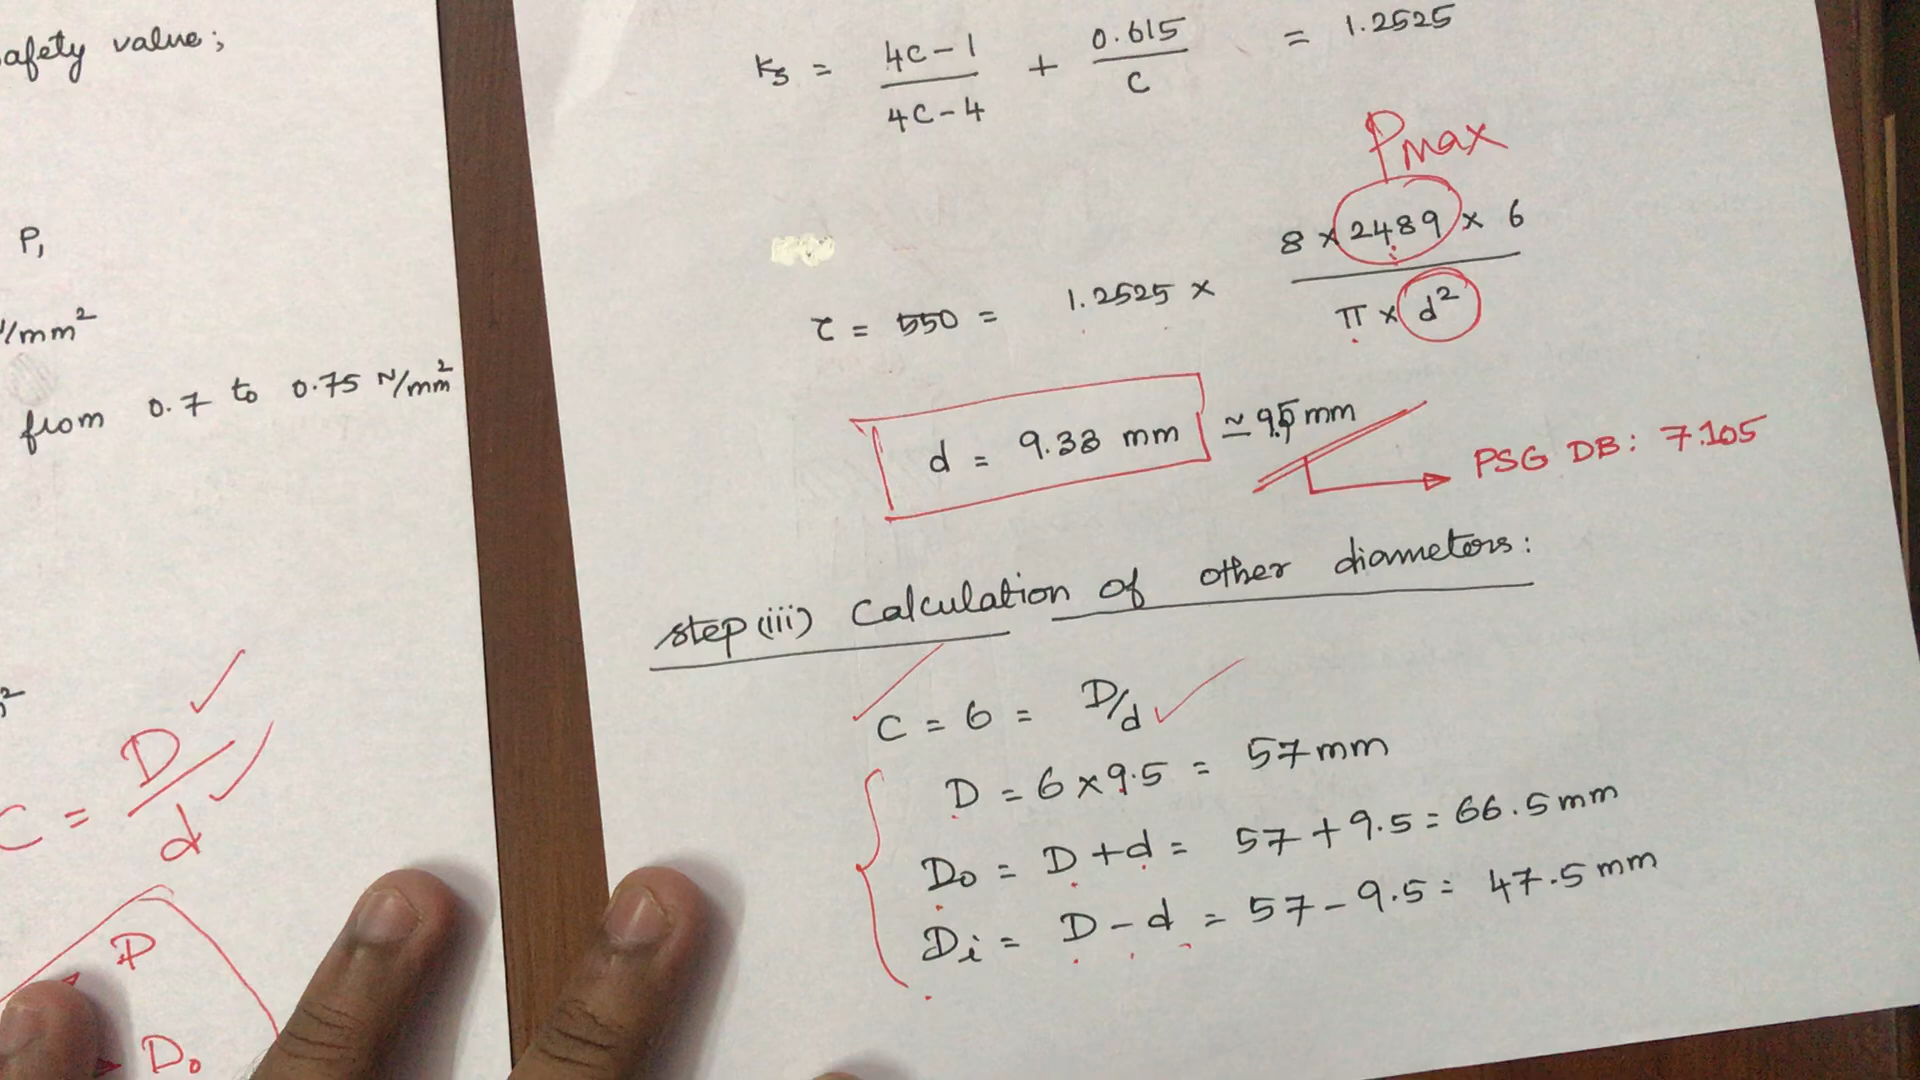 afety value;
P,
/mm²
from 0.7 to 0.75 N/mm²
C = D/d
P
Do
Ks = (4C-1)/(4C-4) + 0.615/C = 1.2525
Pmax
τ = 550 = 1.2525 × (8 × 2489 × 6)/(π × d²)
d = 9.33 mm ≃ 9.5 mm
PSG DB: 7.105
step (iii) Calculation of other diameters:
C = 6 = D/d
D = 6 × 9.5 = 57 mm
Do = D + d = 57 + 9.5 = 66.5 mm
Di = D - d = 57 - 9.5 = 47.5 mm